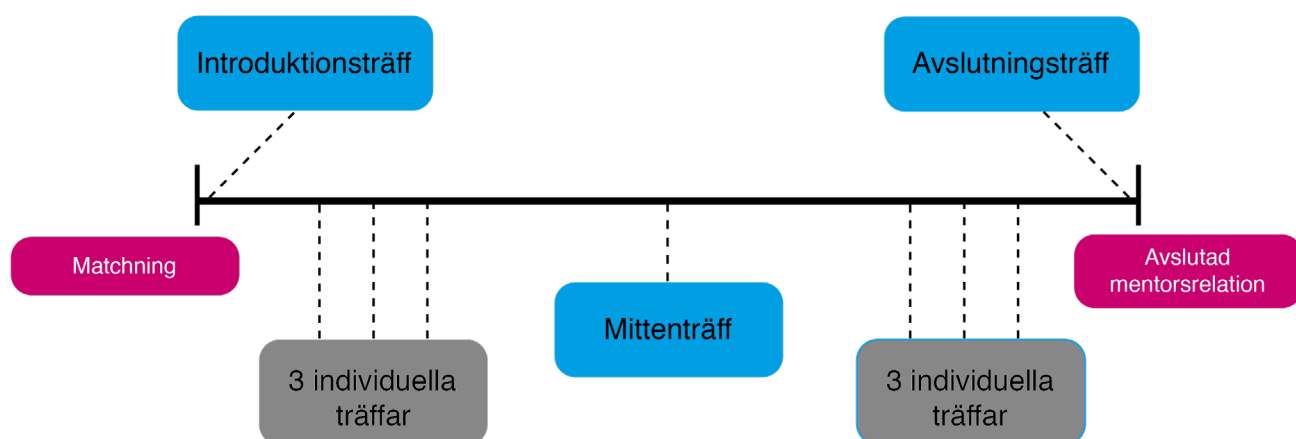 Introduktionsträff
Avslutningsträff
Matchning
Avslutad
mentorsrelation
Mittenträff
3 individuella
träffar
3 individuella
träffar